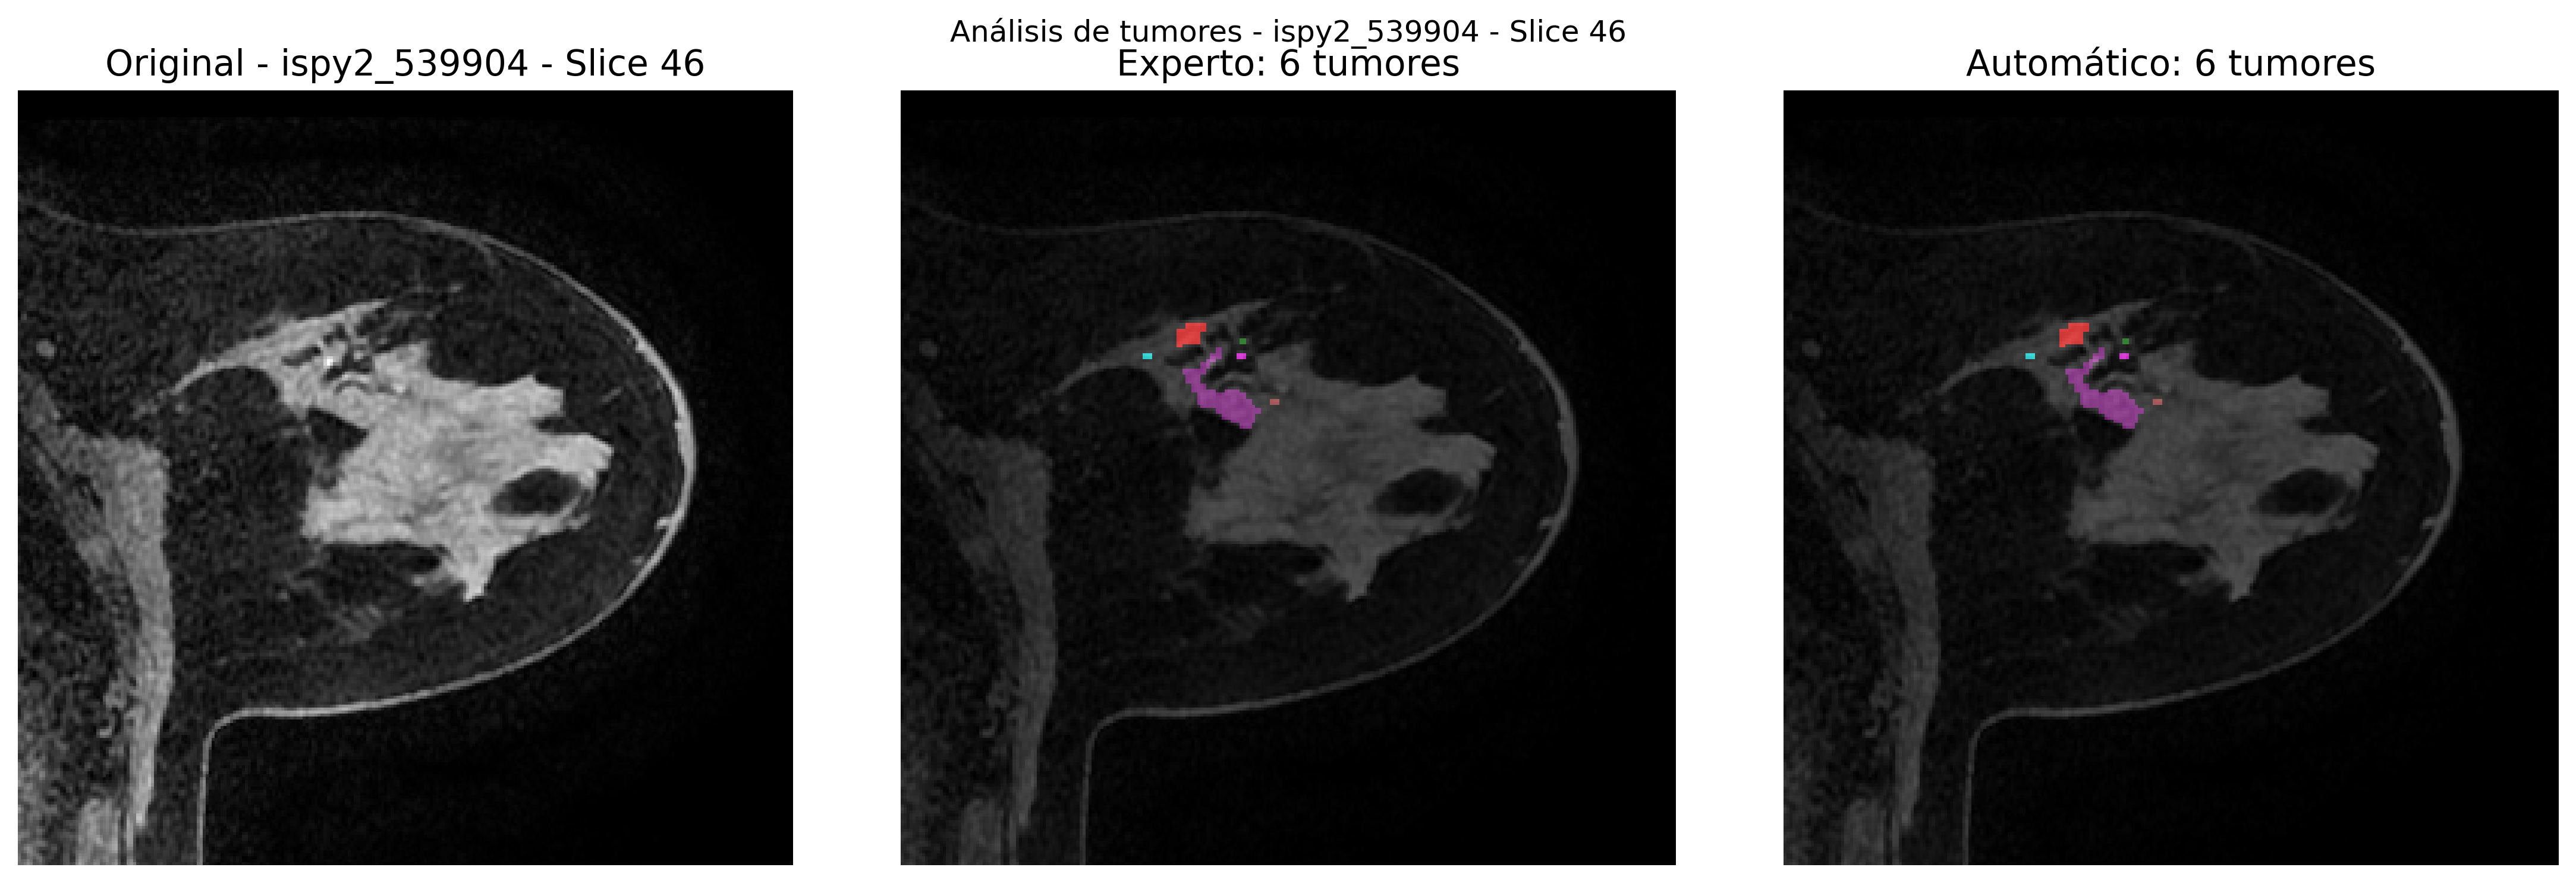 Análisis de tumores - ispy2_539904 - Slice 46
Original - ispy2_539904 - Slice 46
Experto: 6 tumores
Automático: 6 tumores